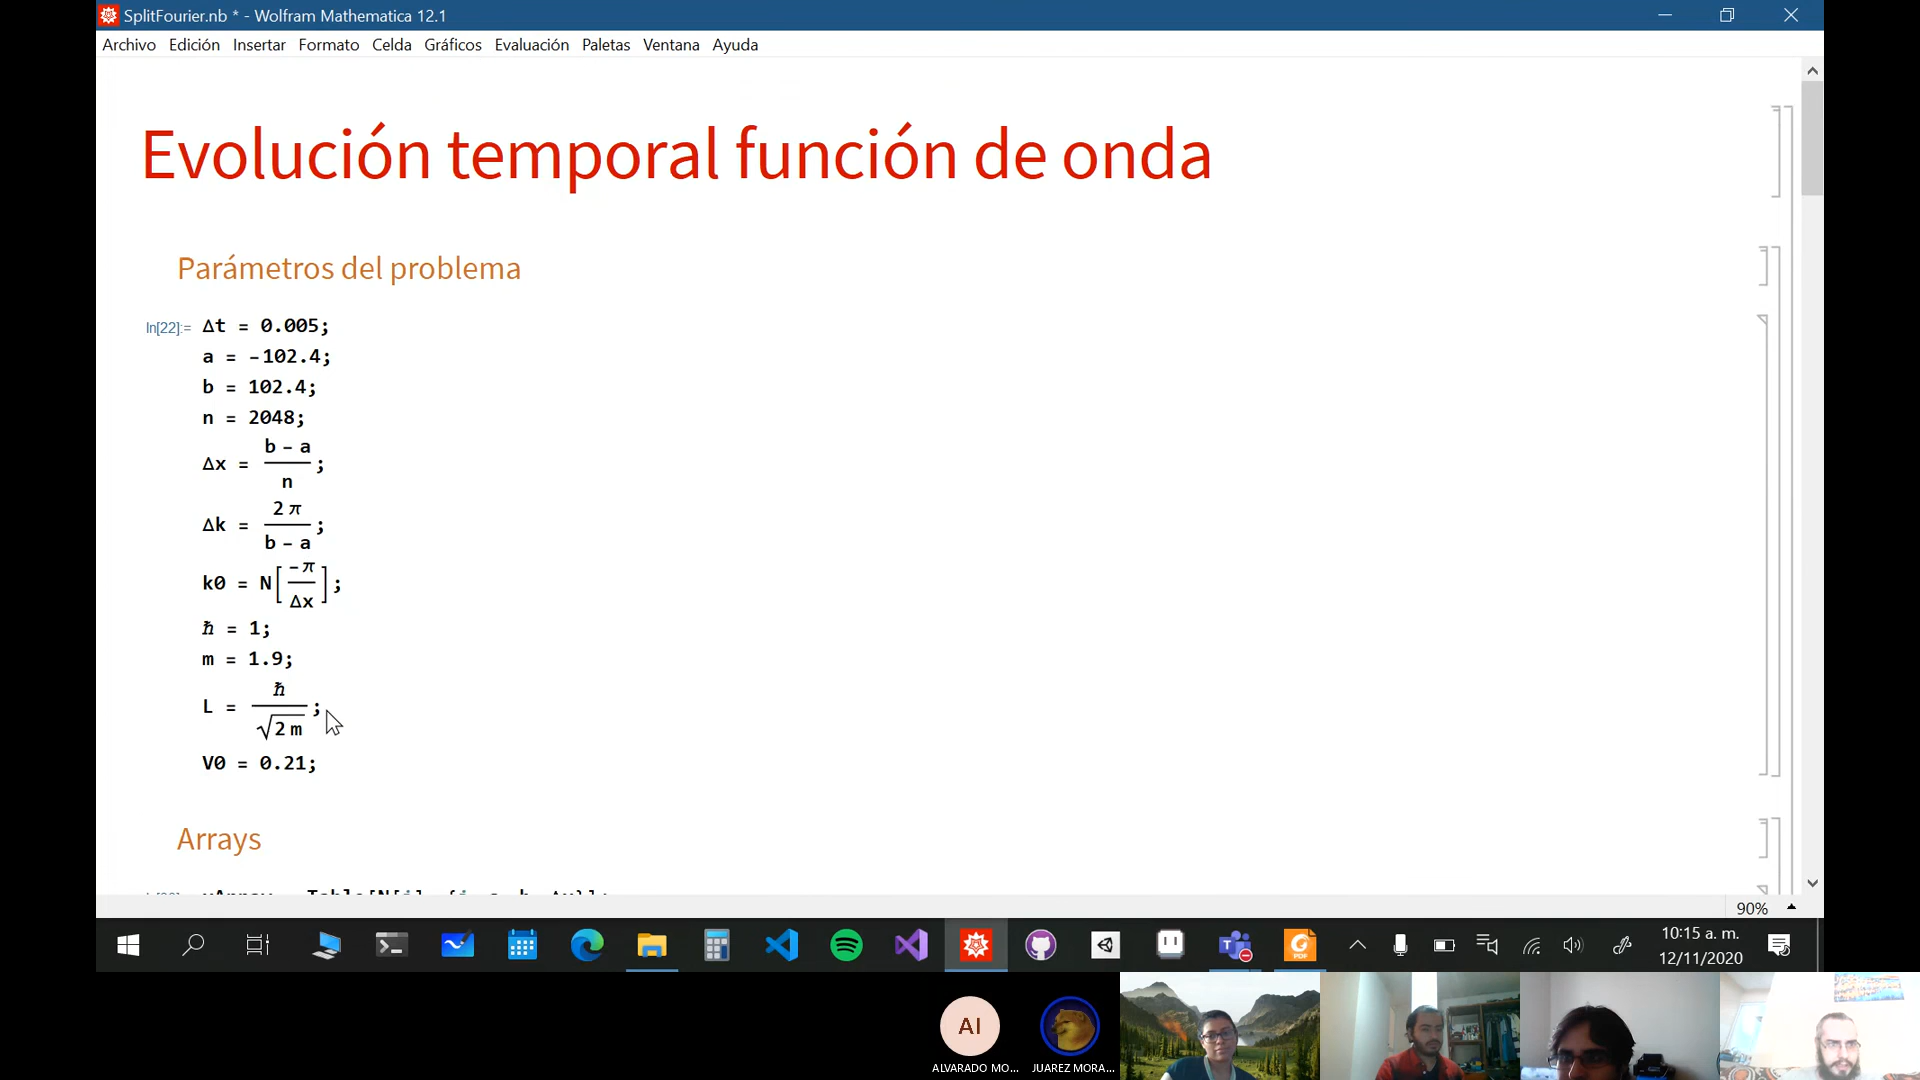 SplitFourier.nb * - Wolfram Mathematica 12.1
Archivo Edición Insertar Formato Celda Gráficos Evaluación Paletas Ventana Ayuda
Evolución temporal función de onda
Parámetros del problema
In[22]:= Δt = 0.005;
a = -102.4;
b = 102.4;
n = 2048;
Δx = (b - a)/n;
Δk = (2 π)/(b - a);
k0 = N[-π/Δx];
ℏ = 1;
m = 1.9;
L = ℏ/√(2 m);
V0 = 0.21;
Arrays
90%
10:15 a. m.
12/11/2020
AI
ALVARADO MO...
JUAREZ MORA...